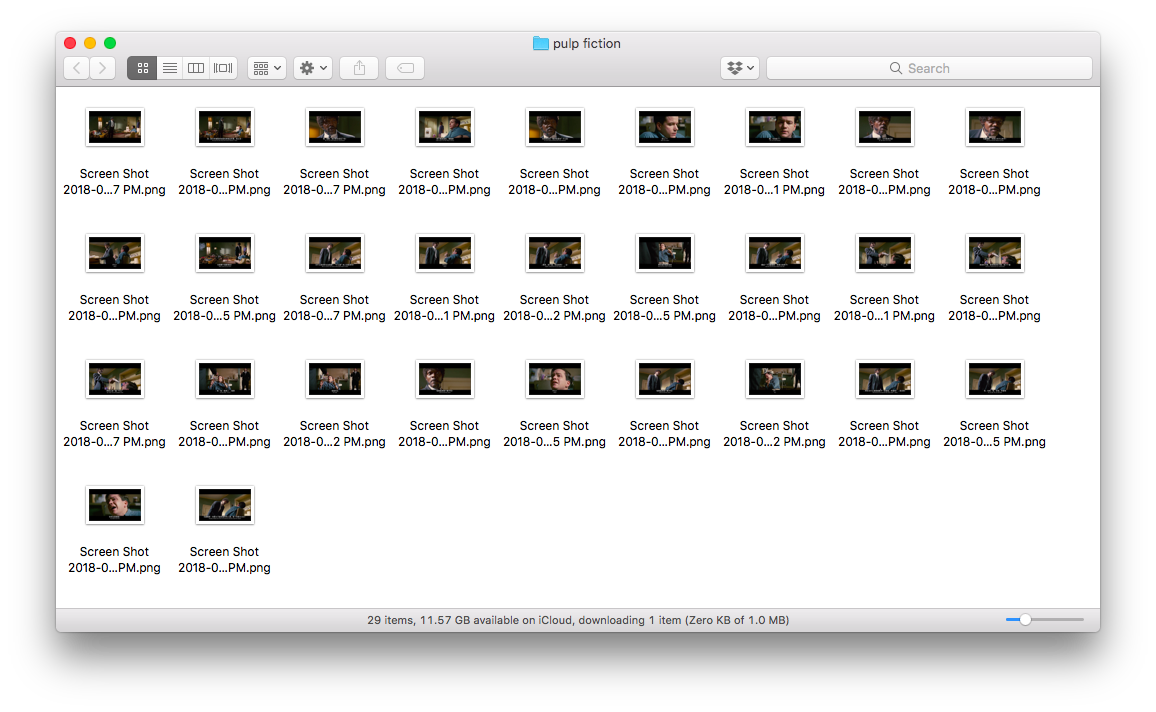 pulp fiction
Search
Screen Shot Screen Shot Screen Shot Screen Shot Screen Shot Screen Shot Screen Shot Screen Shot Screen Shot
2018-0...7 PM.png 2018-0...PM.png 2018-0...7 PM.png 2018-0...PM.png 2018-0...PM.png 2018-0...PM.png 2018-0...1 PM.png 2018-0...PM.png 2018-0...PM.png
Screen Shot Screen Shot Screen Shot Screen Shot Screen Shot Screen Shot Screen Shot Screen Shot Screen Shot
2018-0...PM.png 2018-0...5 PM.png 2018-0...7 PM.png 2018-0...1 PM.png 2018-0...2 PM.png 2018-0...5 PM.png 2018-0...PM.png 2018-0...1 PM.png 2018-0...PM.png
Screen Shot Screen Shot Screen Shot Screen Shot Screen Shot Screen Shot Screen Shot Screen Shot Screen Shot
2018-0...7 PM.png 2018-0...PM.png 2018-0...2 PM.png 2018-0...PM.png 2018-0...5 PM.png 2018-0...PM.png 2018-0...2 PM.png 2018-0...PM.png 2018-0...5 PM.png
Screen Shot Screen Shot
2018-0...PM.png 2018-0...PM.png
29 items, 11.57 GB available on iCloud, downloading 1 item (Zero KB of 1.0 MB)